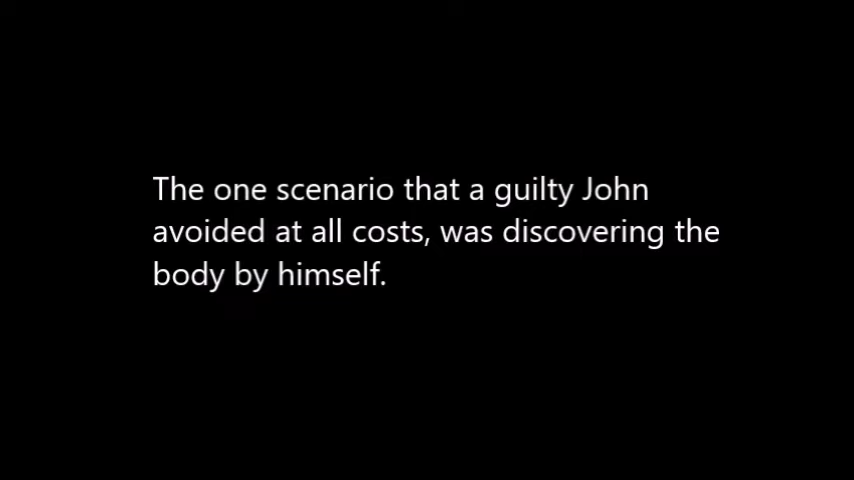 The one scenario that a guilty John
avoided at all costs, was discovering the
body by himself.